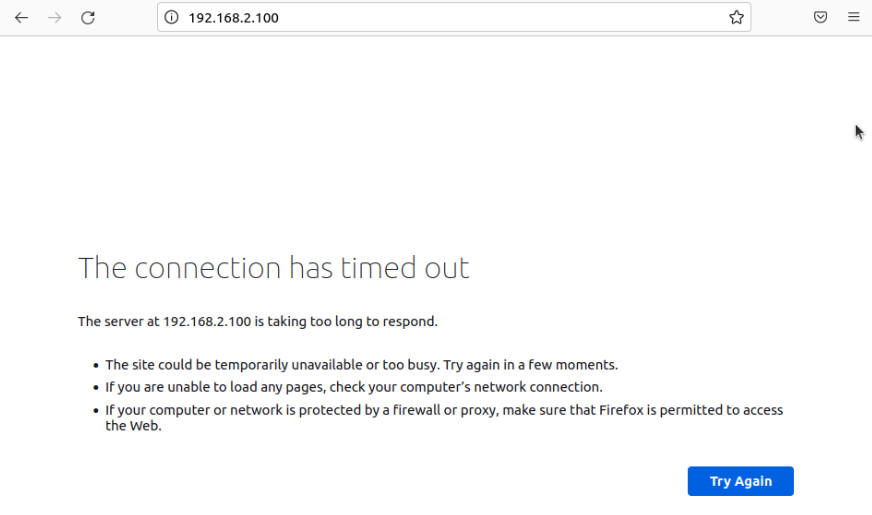 192.168.2.100
The connection has timed out
The server at 192.168.2.100 is taking too long to respond.
• The site could be temporarily unavailable or too busy. Try again in a few moments.
• If you are unable to load any pages, check your computer’s network connection.
• If your computer or network is protected by a firewall or proxy, make sure that Firefox is permitted to access
the Web.
Try Again